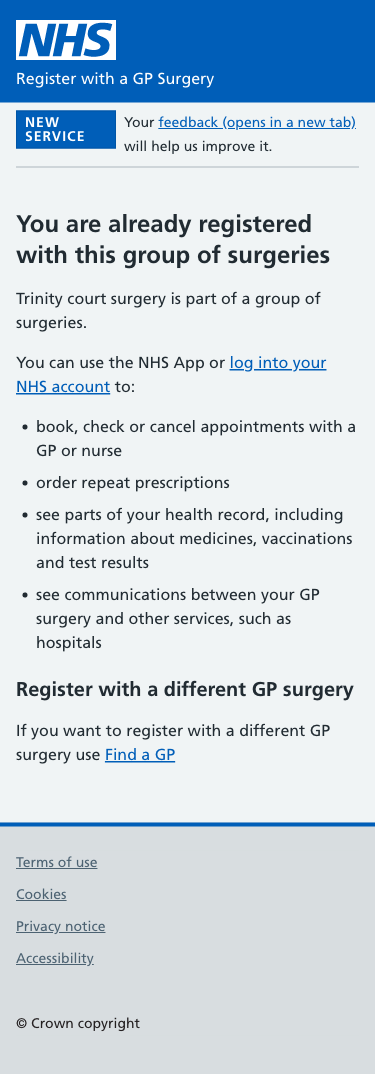 NHS
Register with a GP Surgery
NEW
SERVICE
Your feedback (opens in a new tab)
will help us improve it.
You are already registered
with this group of surgeries
Trinity court surgery is part of a group of
surgeries.
You can use the NHS App or log into your
NHS account to:
• book, check or cancel appointments with a
GP or nurse
• order repeat prescriptions
• see parts of your health record, including
information about medicines, vaccinations
and test results
• see communications between your GP
surgery and other services, such as
hospitals
Register with a different GP surgery
If you want to register with a different GP
surgery use Find a GP
Terms of use
Cookies
Privacy notice
Accessibility
© Crown copyright